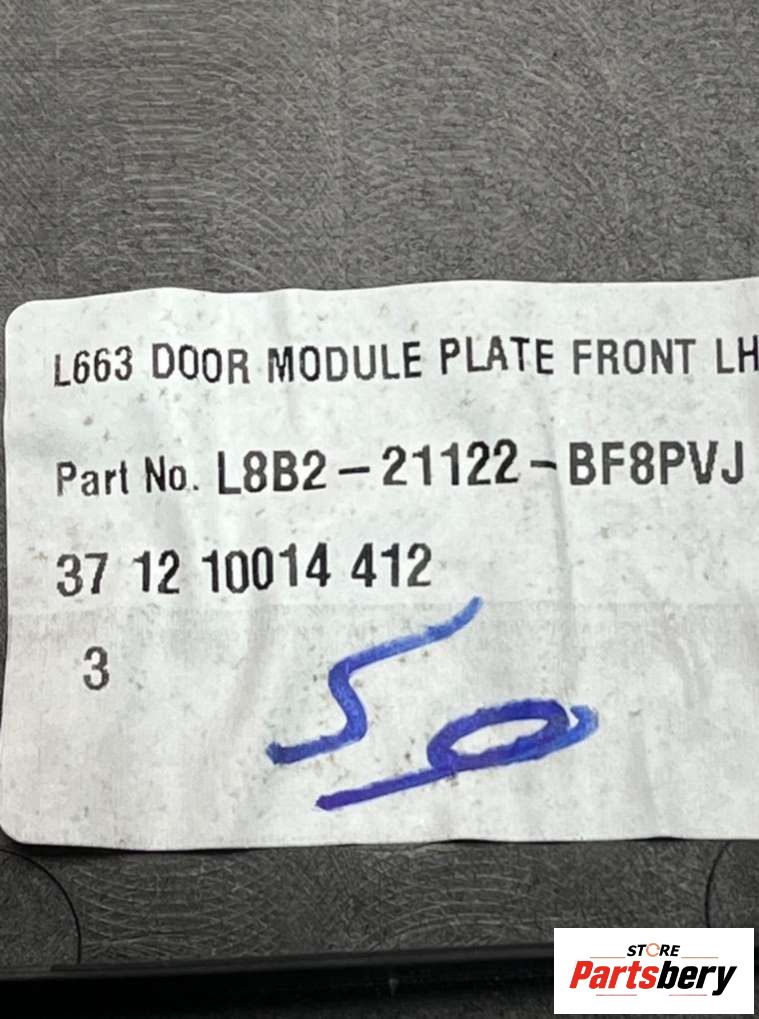 L663 DOOR MODULE PLATE FRONT LH
Part No. L8B2-21122-BF8PVJ
37 12 10014 412
3
50
STORE
Partsbery